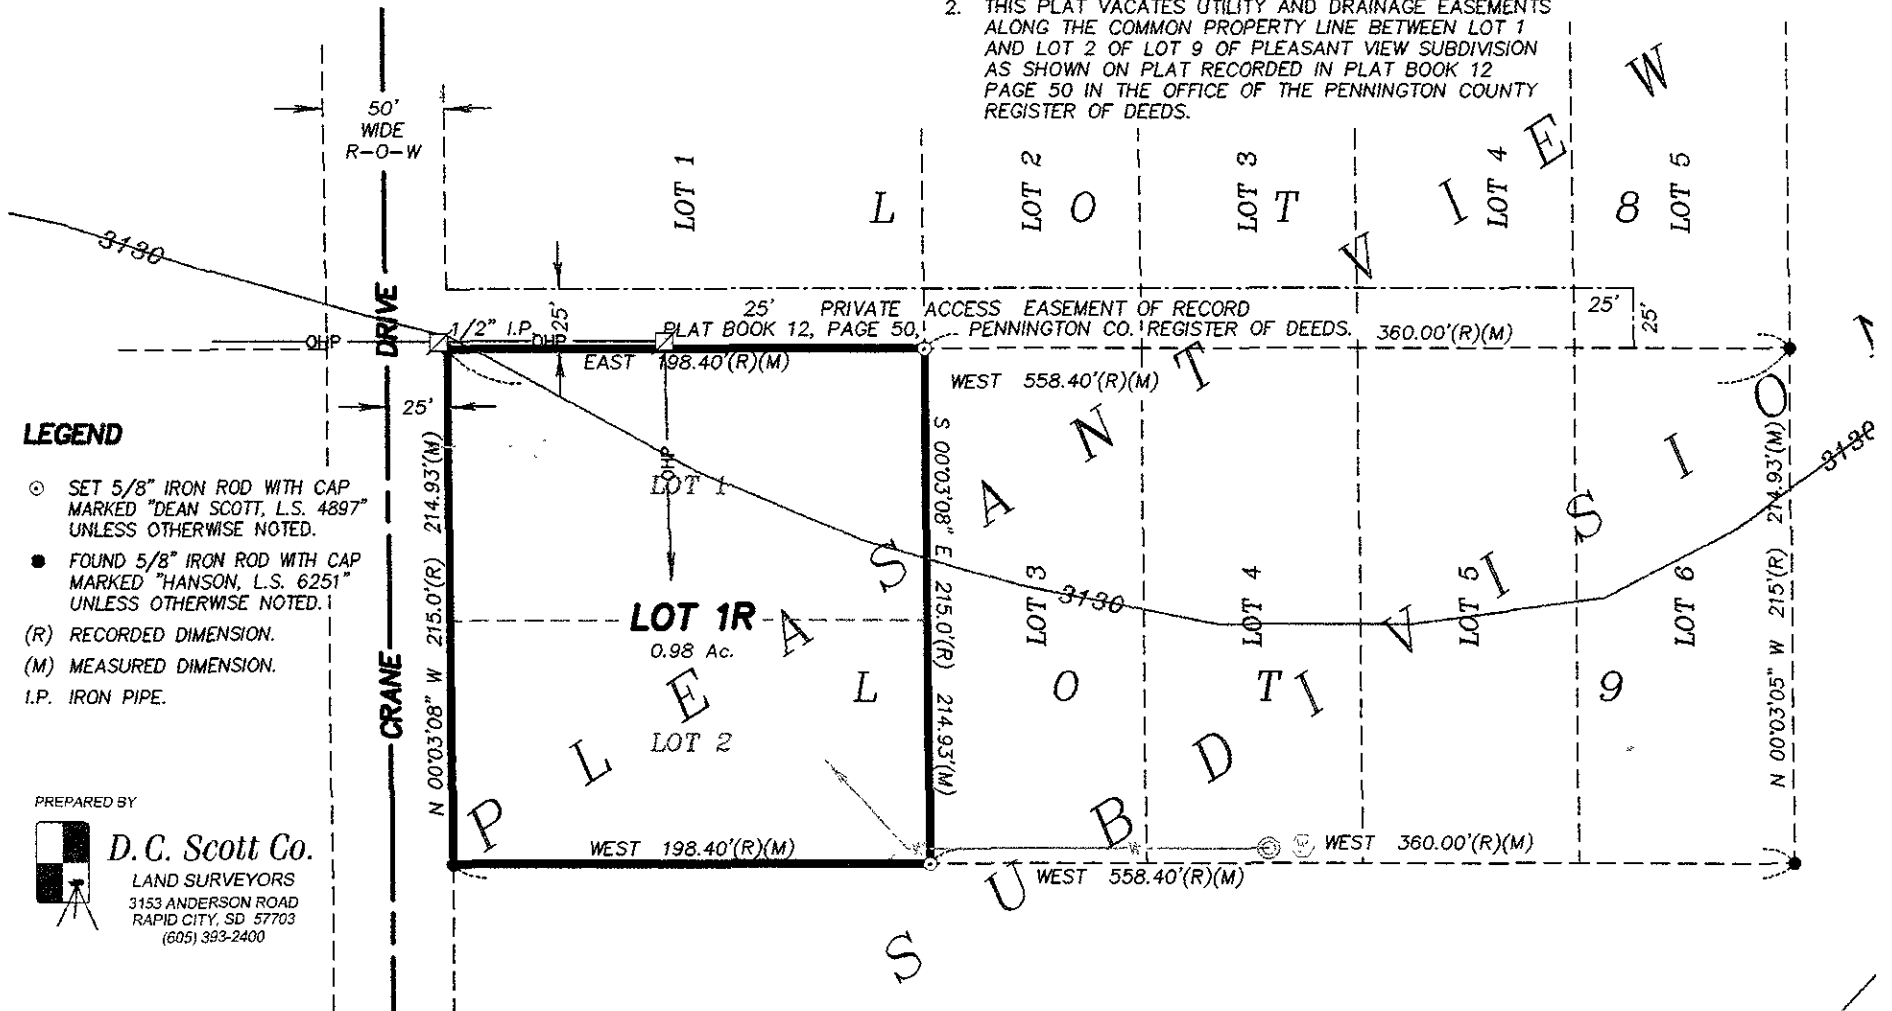 2. THIS PLAT VACATES UTILITY AND DRAINAGE EASEMENTS
ALONG THE COMMON PROPERTY LINE BETWEEN LOT 1
AND LOT 2 OF LOT 9 OF PLEASANT VIEW SUBDIVISION
AS SHOWN ON PLAT RECORDED IN PLAT BOOK 12
PAGE 50 IN THE OFFICE OF THE PENNINGTON COUNTY
REGISTER OF DEEDS.
50'
WIDE
R-O-W
LOT 1
LOT 2
LOT 3
LOT 4
LOT 5
L O T 8
3130
25'
25' PRIVATE ACCESS EASEMENT OF RECORD
PLAT BOOK 12, PAGE 50, PENNINGTON CO. REGISTER OF DEEDS.
25'
25'
1/2" I.P.
OHP
OHP
360.00'(R)(M)
EAST 198.40'(R)(M)
WEST 558.40'(R)(M)
25'
CRANE DRIVE
LEGEND
SET 5/8" IRON ROD WITH CAP
MARKED "DEAN SCOTT, L.S. 4897"
UNLESS OTHERWISE NOTED.
FOUND 5/8" IRON ROD WITH CAP
MARKED "HANSON, L.S. 6251"
UNLESS OTHERWISE NOTED.
(R) RECORDED DIMENSION.
(M) MEASURED DIMENSION.
I.P. IRON PIPE.
N 00°03'08" W 215.0'(R) 214.93'(M)
OHP
LOT 1
LOT 1R
0.98 Ac.
LOT 2
S 00°03'08" E 215.0'(R) 214.93'(M)
LOT 3
LOT 4
LOT 5
LOT 6
L O T 9
3130
3130
N 00°03'05" W 215'(R) 214.93'(M)
PLEASANT VIEW
SUBDIVISION
WEST 198.40'(R)(M)
W
W
WEST 360.00'(R)(M)
WEST 558.40'(R)(M)
PREPARED BY
D.C. Scott Co.
LAND SURVEYORS
3153 ANDERSON ROAD
RAPID CITY, SD 57703
(605) 393-2400